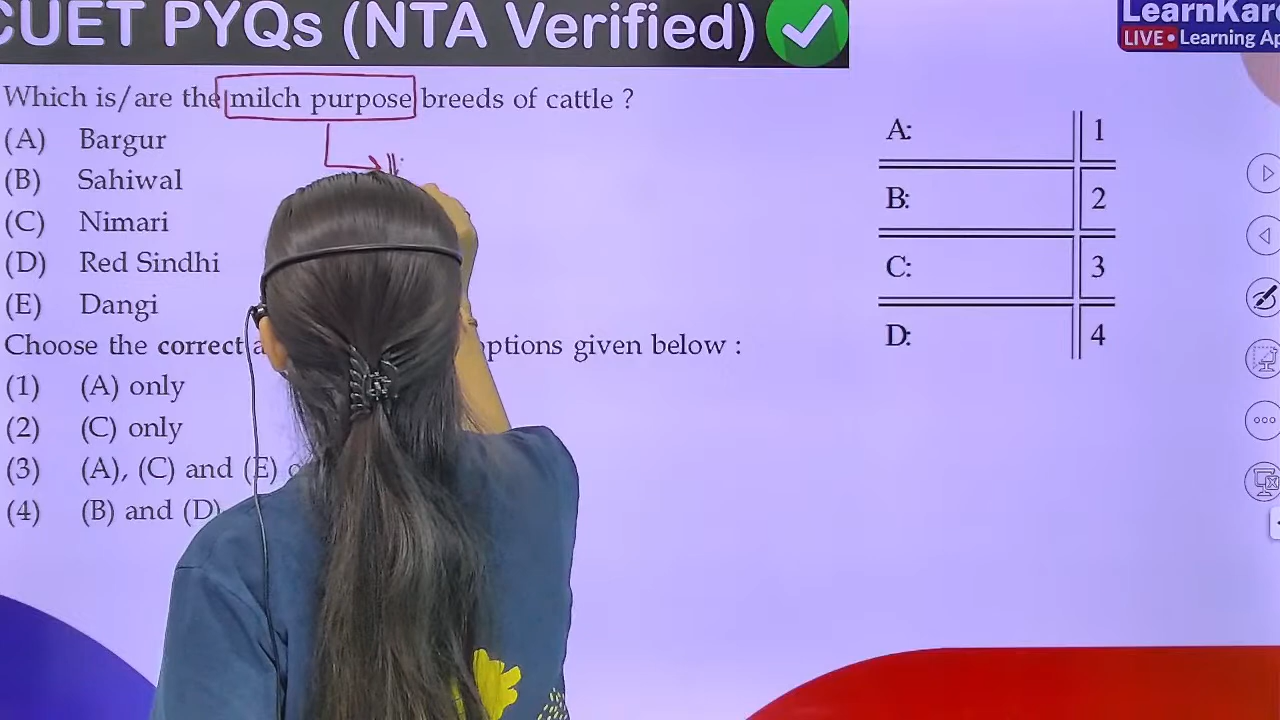 CUET PYQs (NTA Verified)
LearnKar
LIVE • Learning Ap
Which is/are the milch purpose breeds of cattle ?
(A) Bargur
(B) Sahiwal
(C) Nimari
(D) Red Sindhi
(E) Dangi
Choose the correct ptions given below :
(1) (A) only
(2) (C) only
(3) (A), (C) and (E)
(4) (B) and (D)
A: 1
B: 2
C: 3
D: 4